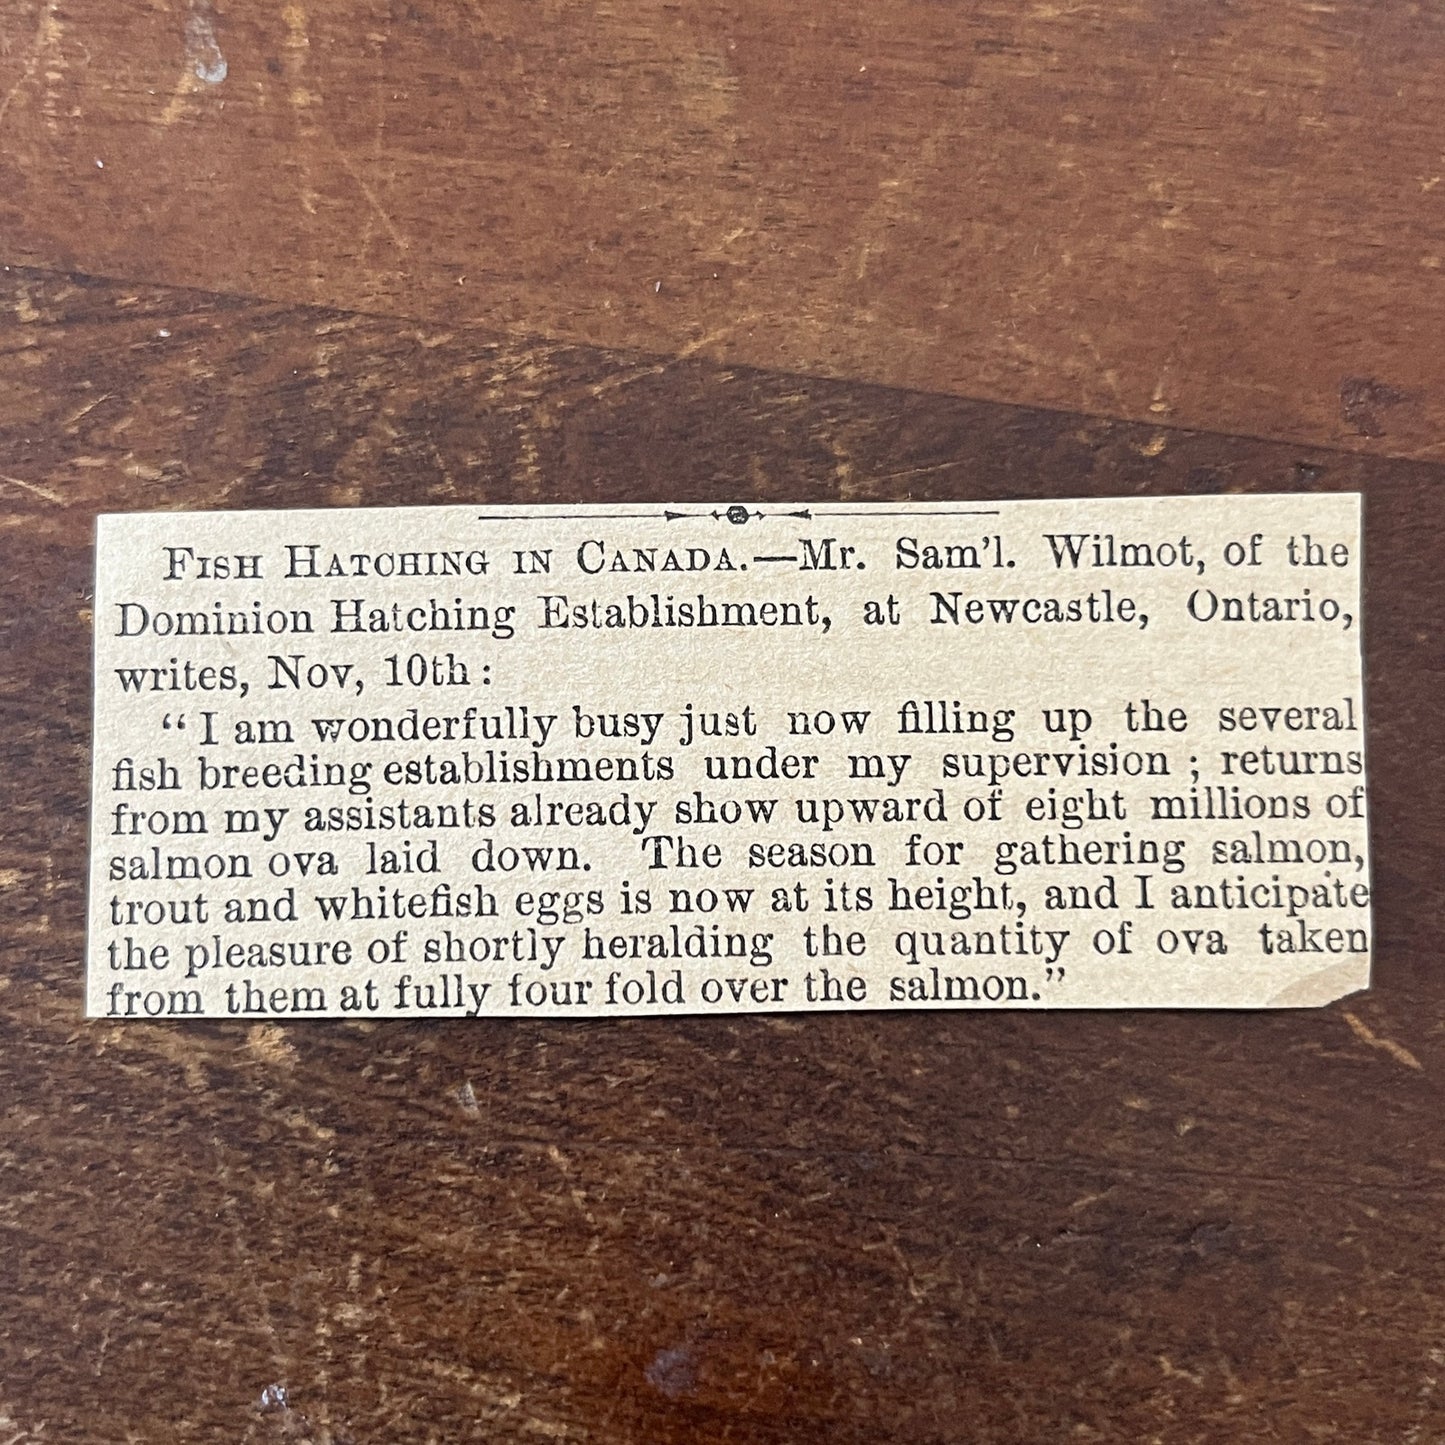 FISH HATCHING IN CANADA.—Mr. Sam'l. Wilmot, of the
Dominion Hatching Establishment, at Newcastle, Ontario,
writes, Nov, 10th:
"I am wonderfully busy just now filling up the several
fish breeding establishments under my supervision; returns
from my assistants already show upward of eight millions of
salmon ova laid down. The season for gathering salmon,
trout and whitefish eggs is now at its height, and I anticipate
the pleasure of shortly heralding the quantity of ova taken
from them at fully four fold over the salmon."